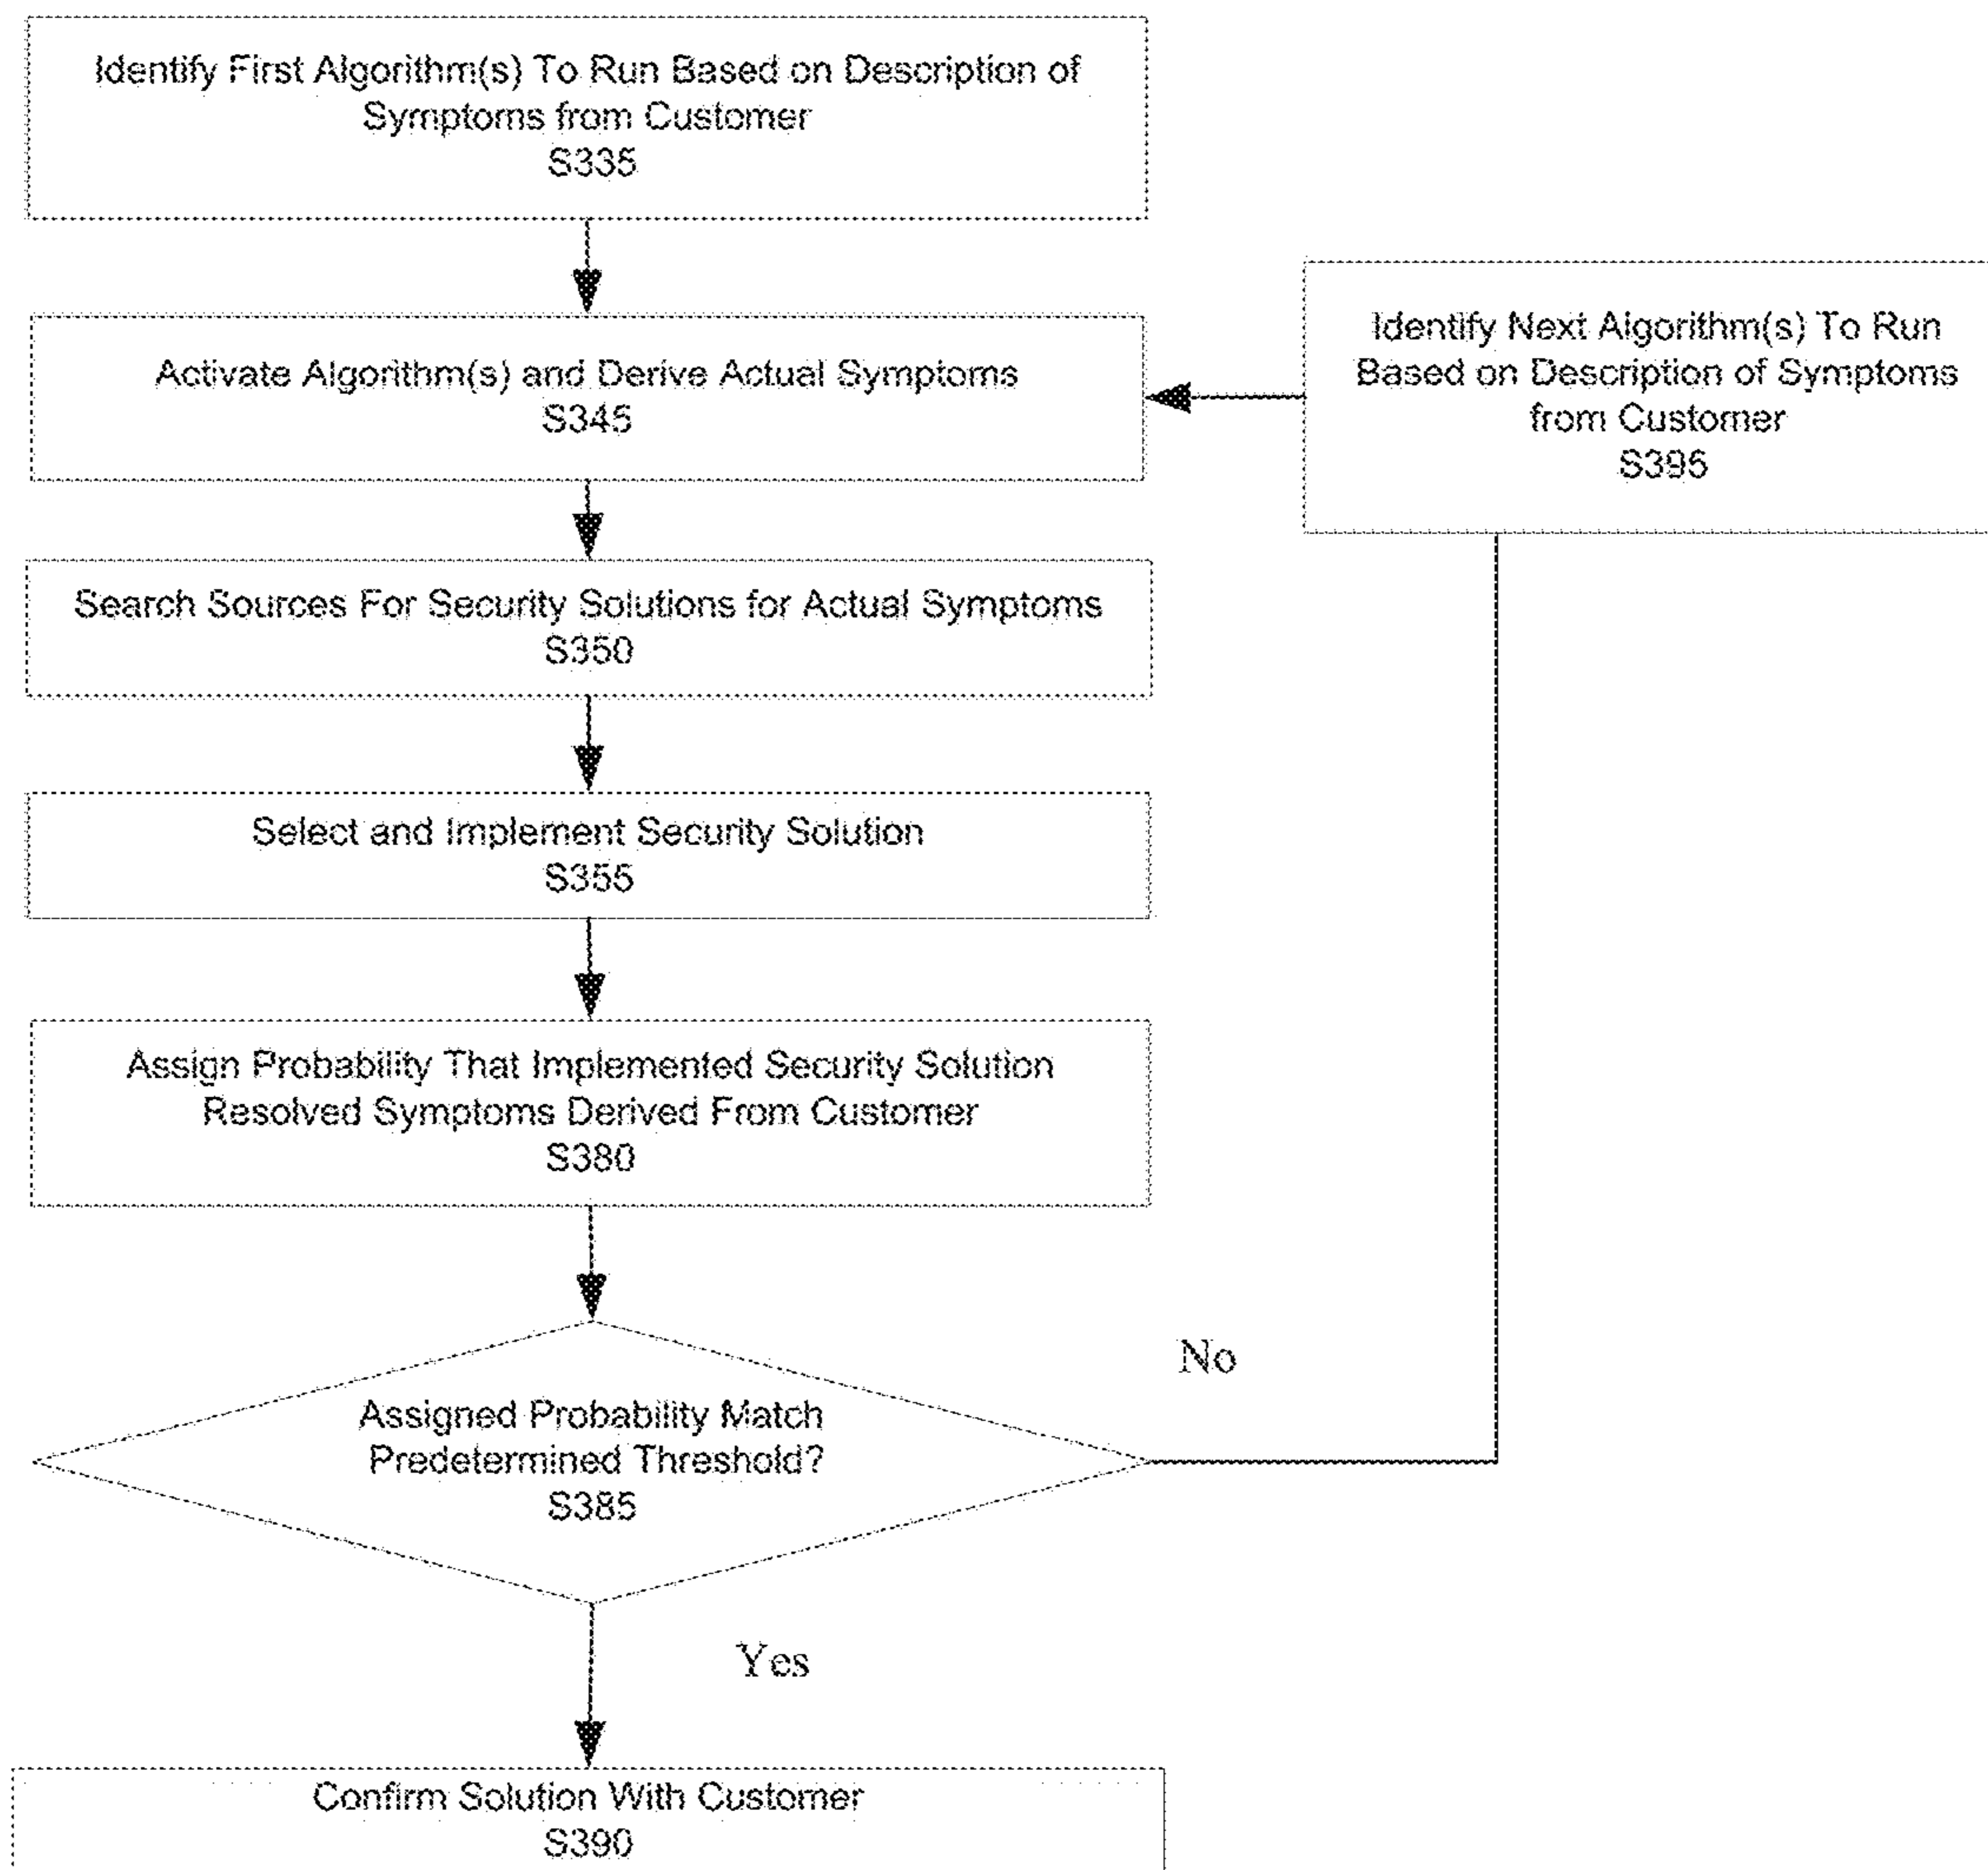 Identify First Algorithm(s) To Run Based on Description of
Symptoms from Customer
S335
Activate Algorithm(s) and Derive Actual Symptoms
S345
Identify Next Algorithm(s) To Run
Based on Description of Symptoms
from Customer
S395
Search Sources For Security Solutions for Actual Symptoms
S350
Select and Implement Security Solution
S355
Assign Probability That Implemented Security Solution
Resolved Symptoms Derived From Customer
S380
Assigned Probability Match
Predetermined Threshold?
S385
No
Yes
Confirm Solution With Customer
S390